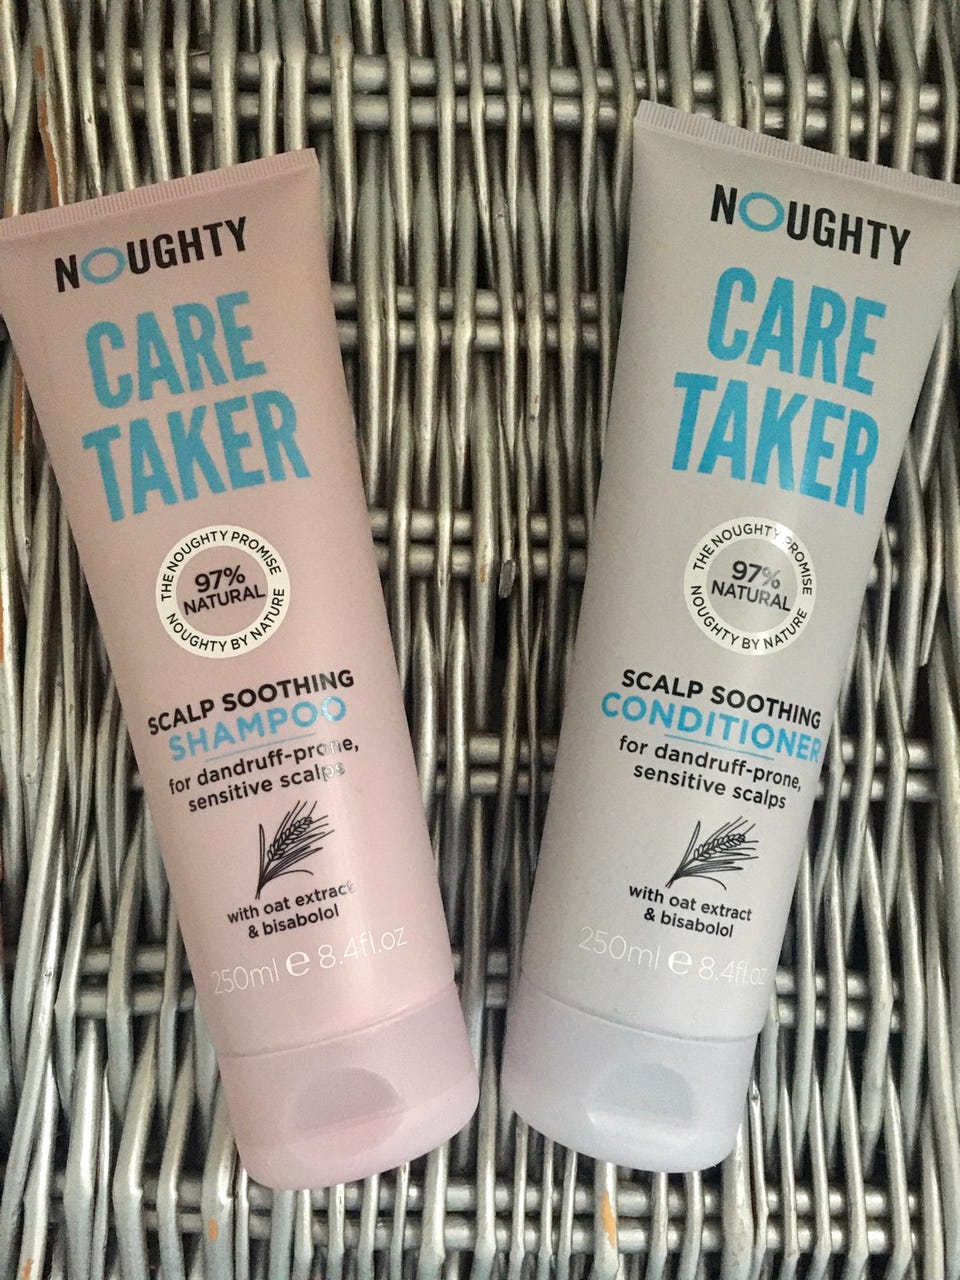 NOUGHTY
CARE
TAKER
THE NOUGHTY PROMISE
97%
NATURAL
NOUGHTY BY NATURE
SCALP SOOTHING
SHAMPOO
for dandruff-prone,
sensitive scalps
with oat extract
& bisabolol
250ml e 8.4fl.oz
NOUGHTY
CARE
TAKER
THE NOUGHTY PROMISE
97%
NATURAL
NOUGHTY BY NATURE
SCALP SOOTHING
CONDITIONER
for dandruff-prone,
sensitive scalps
with oat extract
& bisabolol
250ml e 8.4fl.oz